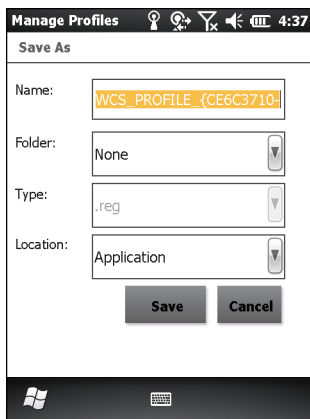 Manage Profiles 4:37
Save As
Name: WCS_PROFILE_{CE6C3710-
Folder: None
Type: .reg
Location: Application
Save Cancel